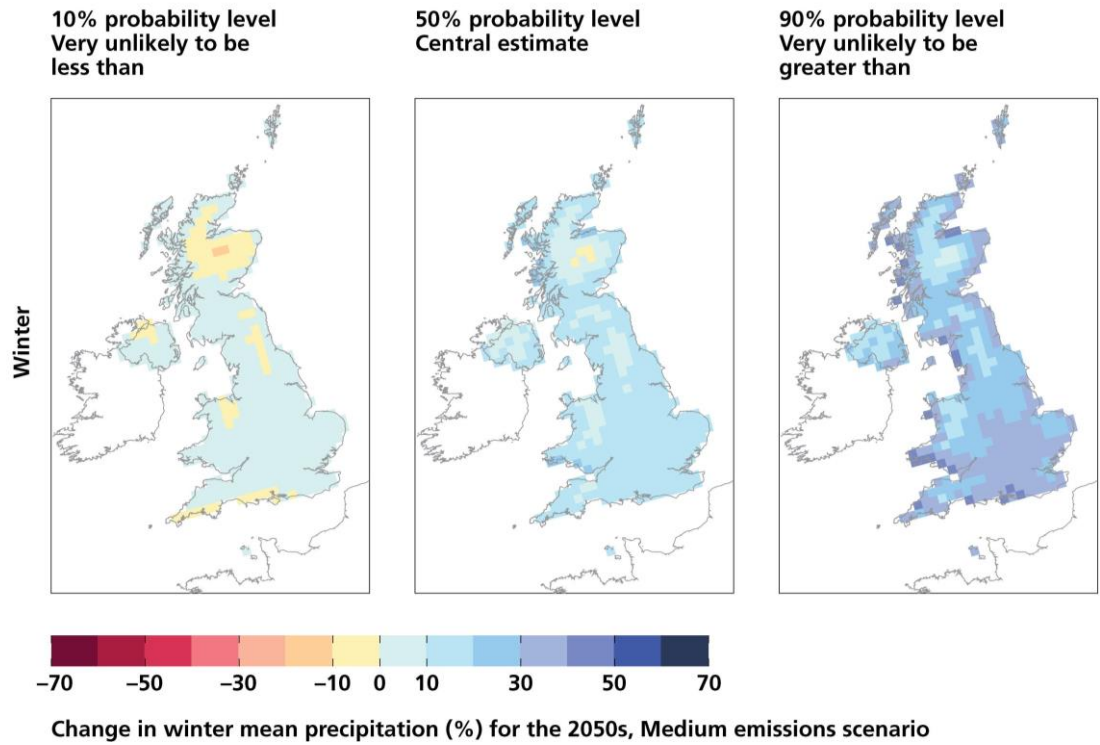 10% probability level
Very unlikely to be
less than
50% probability level
Central estimate
90% probability level
Very unlikely to be
greater than
Winter
–70 –50 –30 –10 0 10 30 50 70
Change in winter mean precipitation (%) for the 2050s, Medium emissions scenario